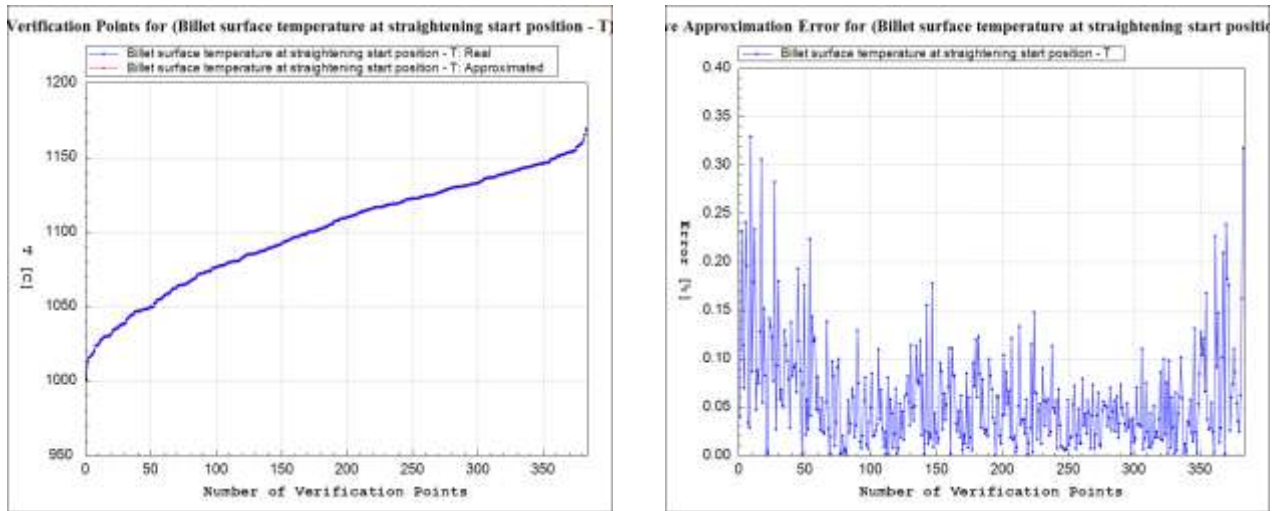 Verification Points for (Billet surface temperature at straightening start position - T)
Billet surface temperature at straightening start position - T: Real
Billet surface temperature at straightening start position - T: Approximated
1200
1150
1100
1050
1000
950
T [C]
0 50 100 150 200 250 300 350
Number of Verification Points
ve Approximation Error for (Billet surface temperature at straightening start positio
Billet surface temperature at straightening start position - T
0.40
0.35
0.30
0.25
0.20
0.15
0.10
0.05
0.00
Error [%]
0 50 100 150 200 250 300 350
Number of Verification Points